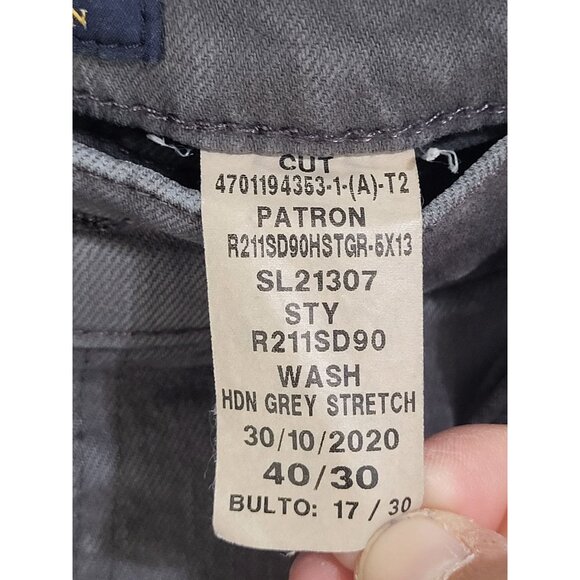 CUT
4701194353-1-(A)-T2
PATRON
R211SD90HSTGR-5X13
SL21307
STY
R211SD90
WASH
HDN GREY STRETCH
30/10/2020
40/30
BULTO: 17 / 30